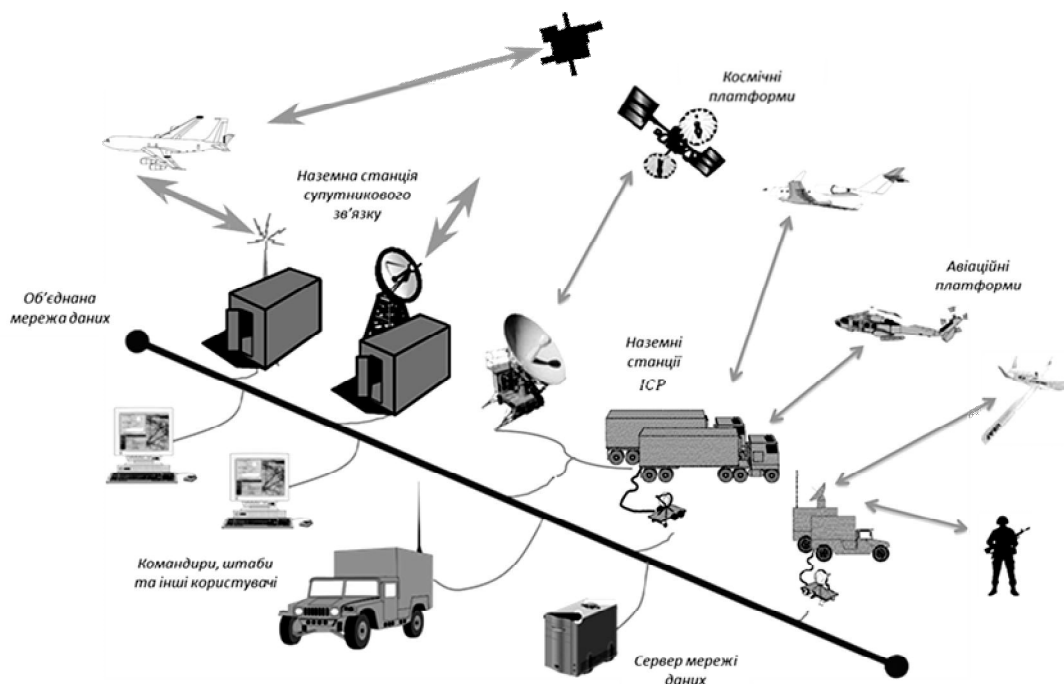 Космічні
платформи
Наземна станція
супутникового
зв'язку
Авіаційні
платформи
Об'єднана
мережа даних
Наземні
станції
ІСР
Командири, штаби
та інші користувачі
Сервер мережі
даних